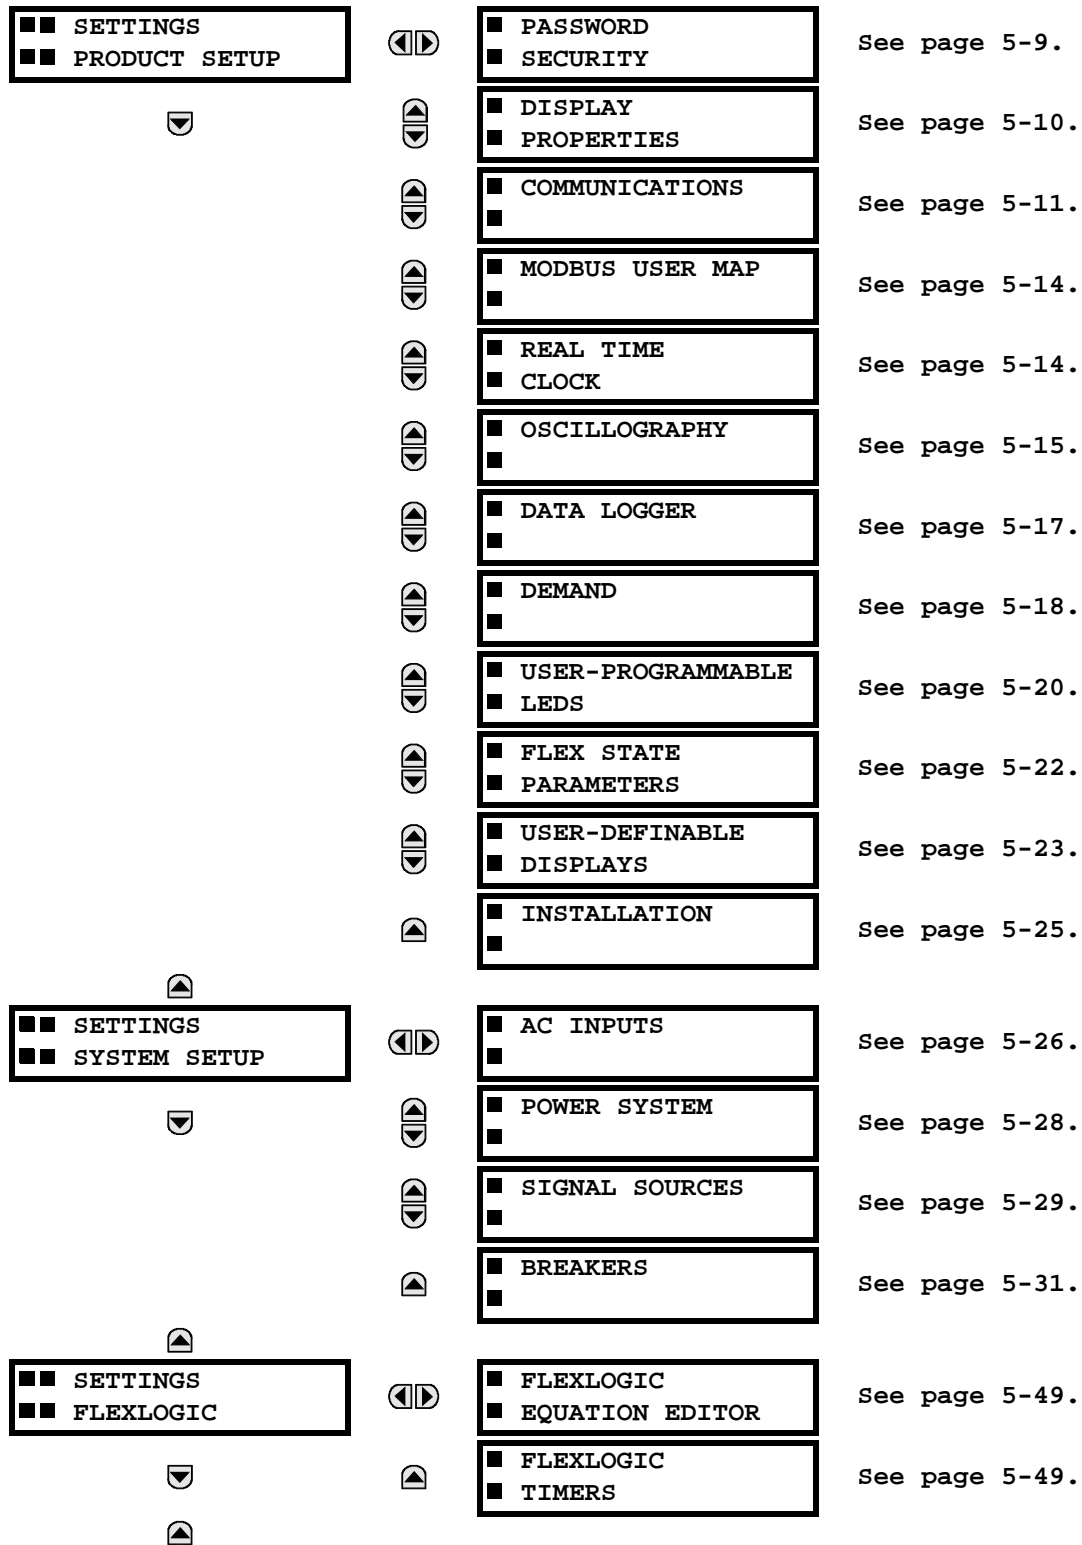 SETTINGS
PRODUCT SETUP
PASSWORD
SECURITY
See page 5-9.
DISPLAY
PROPERTIES
See page 5-10.
COMMUNICATIONS
See page 5-11.
MODBUS USER MAP
See page 5-14.
REAL TIME
CLOCK
See page 5-14.
OSCILLOGRAPHY
See page 5-15.
DATA LOGGER
See page 5-17.
DEMAND
See page 5-18.
USER-PROGRAMMABLE
LEDS
See page 5-20.
FLEX STATE
PARAMETERS
See page 5-22.
USER-DEFINABLE
DISPLAYS
See page 5-23.
INSTALLATION
See page 5-25.
SETTINGS
SYSTEM SETUP
AC INPUTS
See page 5-26.
POWER SYSTEM
See page 5-28.
SIGNAL SOURCES
See page 5-29.
BREAKERS
See page 5-31.
SETTINGS
FLEXLOGIC
FLEXLOGIC
EQUATION EDITOR
See page 5-49.
FLEXLOGIC
TIMERS
See page 5-49.